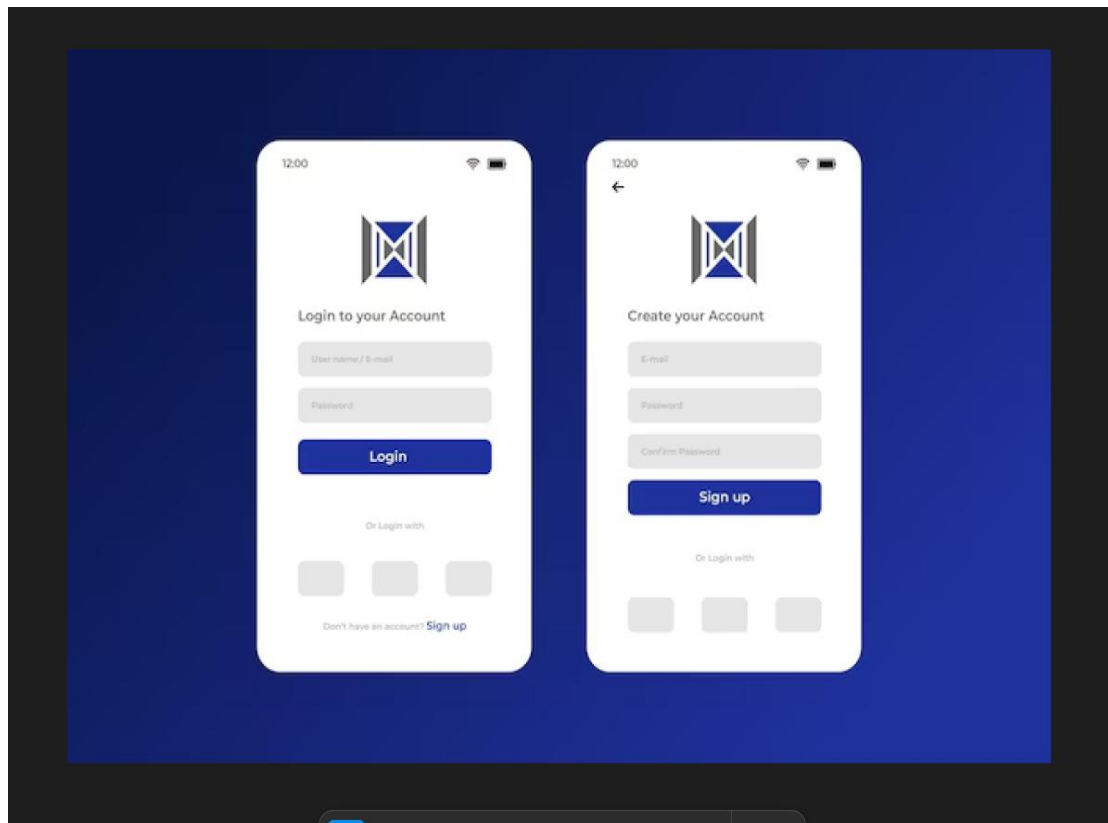 12:00
Login to your Account
User name / E-mail
Password
Login
Or Login with
Don't have an account? Sign up
12:00
Create your Account
E-mail
Password
Confirm Password
Sign up
Or Login with